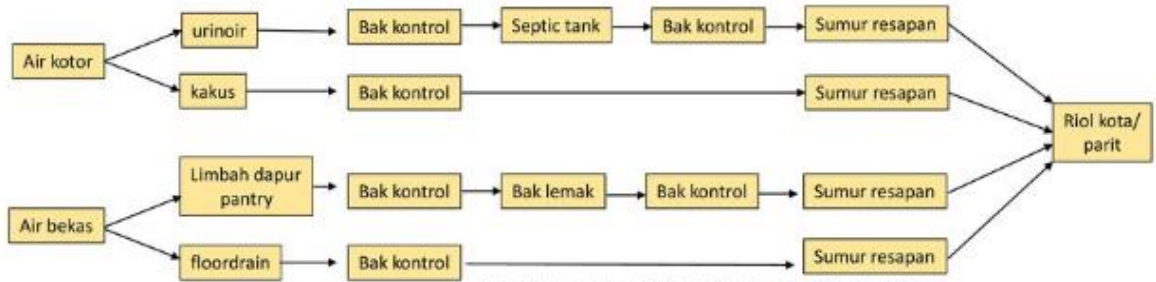 urinoir
Bak kontrol
Septic tank
Bak kontrol
Sumur resapan
Air kotor
kakus
Bak kontrol
Sumur resapan
Riol kota/
parit
Limbah dapur
pantry
Bak kontrol
Bak lemak
Bak kontrol
Sumur resapan
Air bekas
floordrain
Bak kontrol
Sumur resapan